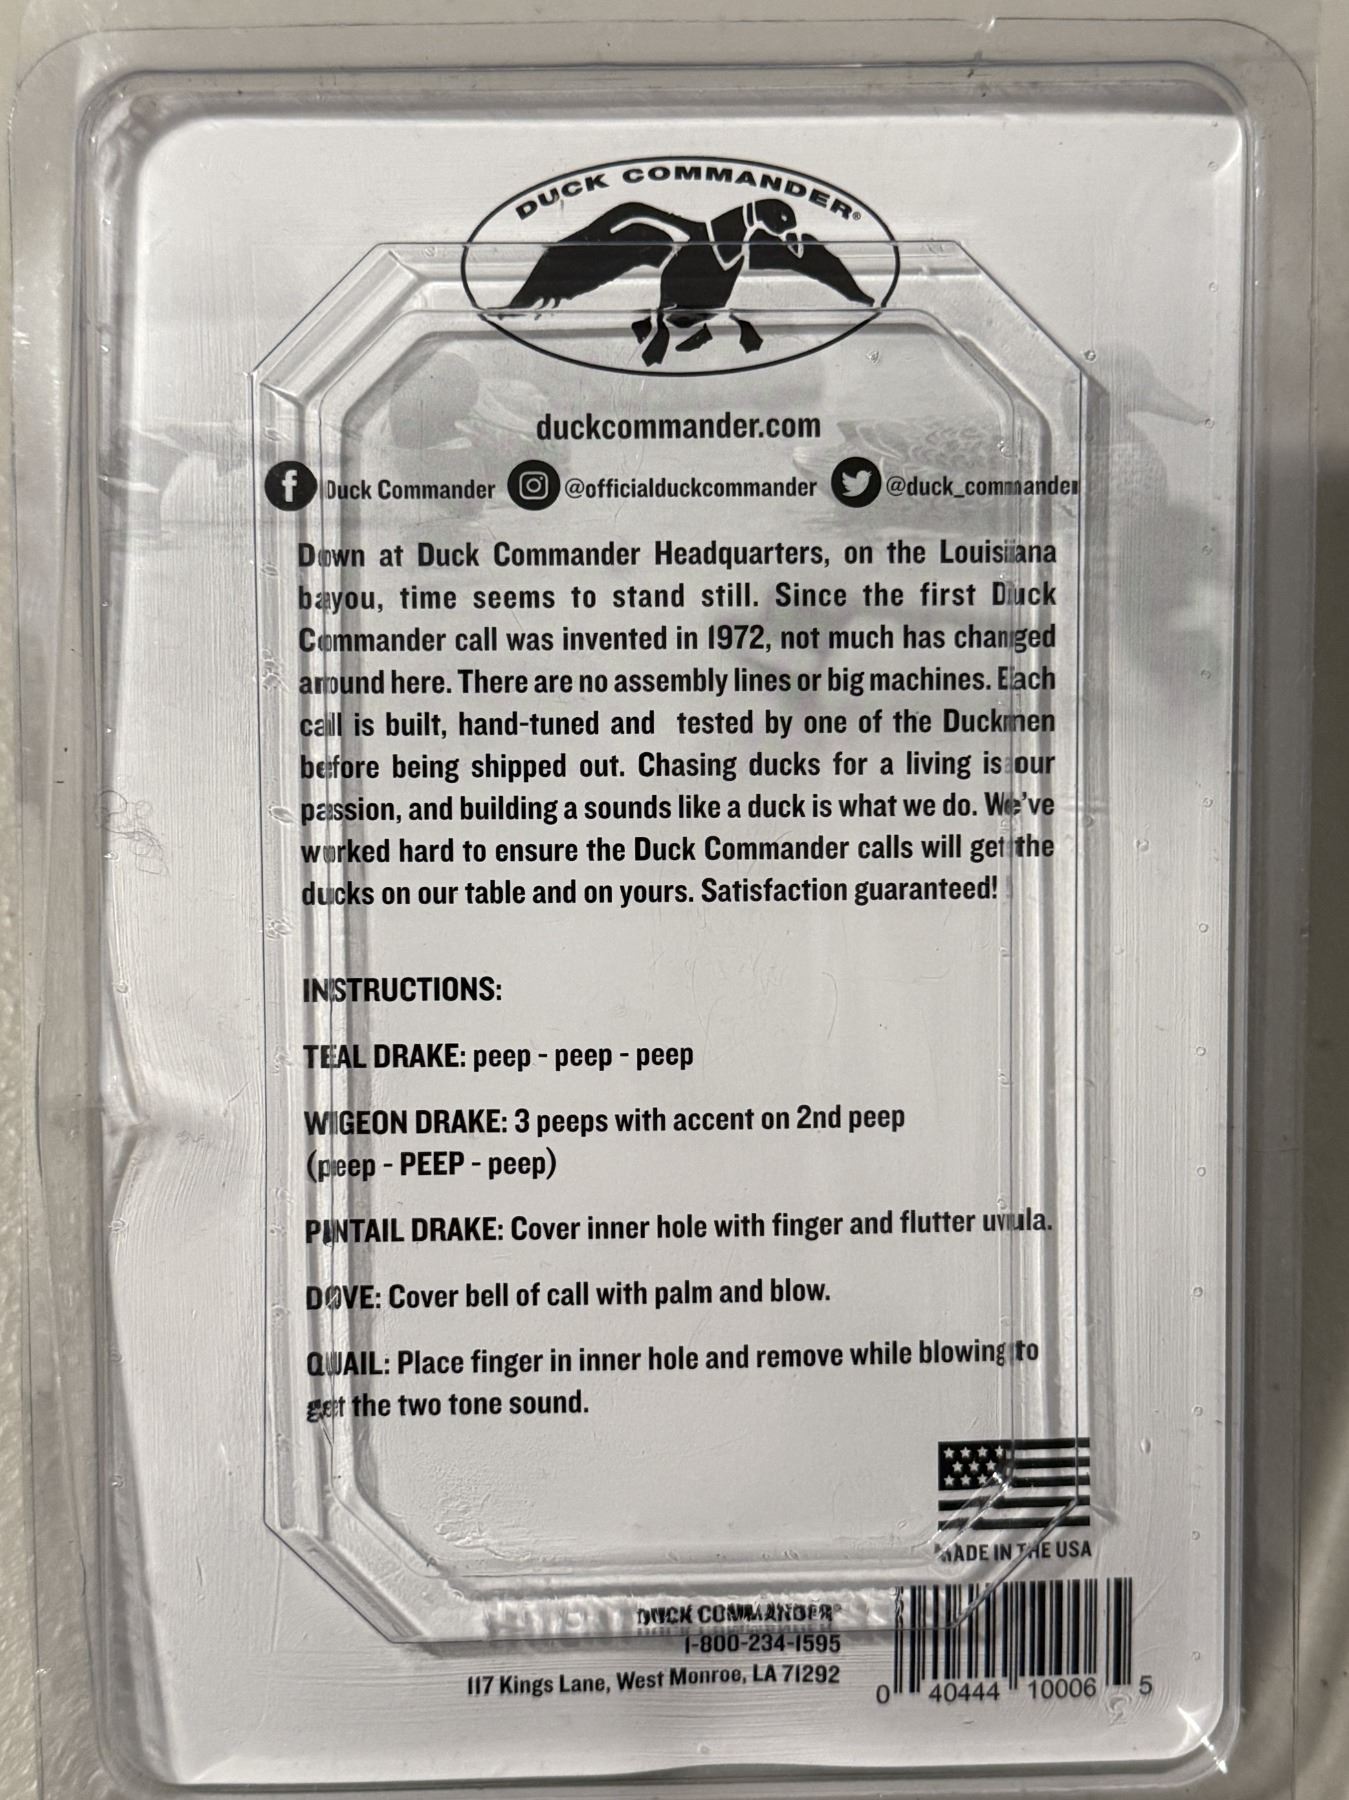 DUCK COMMANDER®
duckcommander.com
Duck Commander @officialduckcommander @duck_commander
Down at Duck Commander Headquarters, on the Louisiana
bayou, time seems to stand still. Since the first Duck
Commander call was invented in 1972, not much has changed
around here. There are no assembly lines or big machines. Each
call is built, hand-tuned and tested by one of the Duckmen
before being shipped out. Chasing ducks for a living is our
passion, and building a sounds like a duck is what we do. We've
worked hard to ensure the Duck Commander calls will get the
ducks on our table and on yours. Satisfaction guaranteed!
INSTRUCTIONS:
TEAL DRAKE: peep - peep - peep
WIGEON DRAKE: 3 peeps with accent on 2nd peep
(peep - PEEP - peep)
PINTAIL DRAKE: Cover inner hole with finger and flutter uvula.
DOVE: Cover bell of call with palm and blow.
QUAIL: Place finger in inner hole and remove while blowing to
get the two tone sound.
MADE IN THE USA
DUCK COMMANDER®
1-800-234-1595
117 Kings Lane, West Monroe, LA 71292
0 40444 10006 5